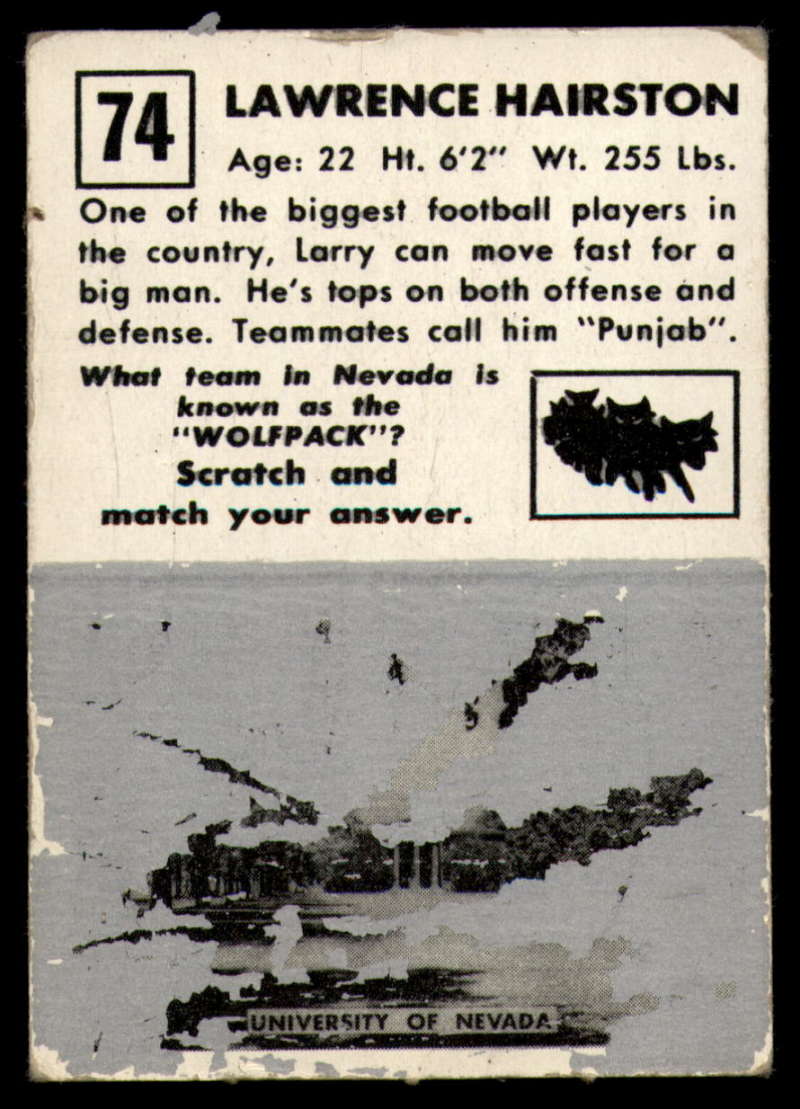 74
LAWRENCE HAIRSTON
Age: 22 Ht. 6'2" Wt. 255 Lbs.
One of the biggest football players in
the country, Larry can move fast for a
big man. He's tops on both offense and
defense. Teammates call him "Punjab".
What team in Nevada is
known as the
"WOLFPACK"?
Scratch and
match your answer.
UNIVERSITY OF NEVADA